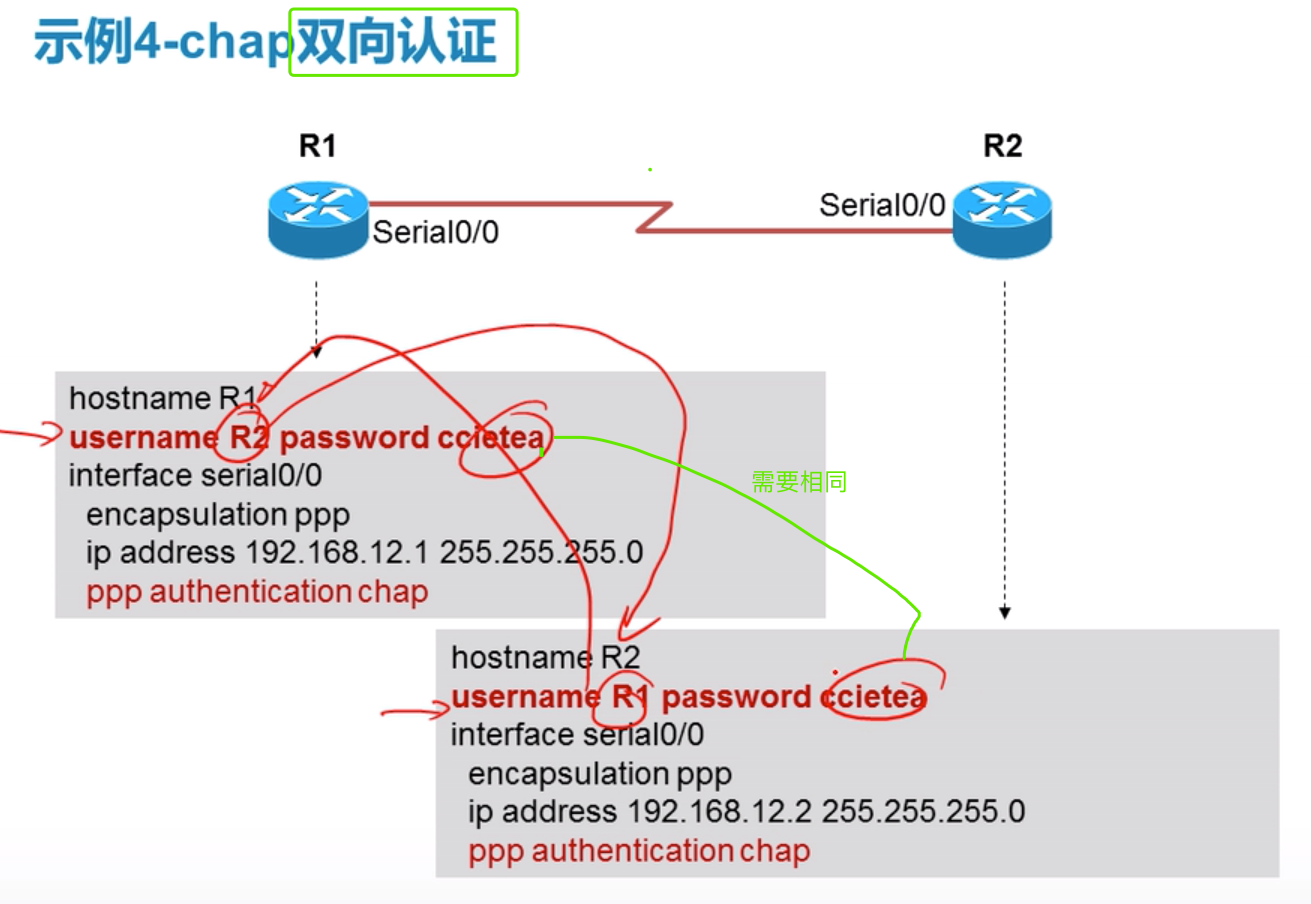 示例4-chap双向认证
R1
R2
Serial0/0
Serial0/0
hostname R1
username R2 password ccietea
interface serial0/0
encapsulation ppp
ip address 192.168.12.1 255.255.255.0
ppp authentication chap
需要相同
hostname R2
username R1 password ccietea
interface serial0/0
encapsulation ppp
ip address 192.168.12.2 255.255.255.0
ppp authentication chap